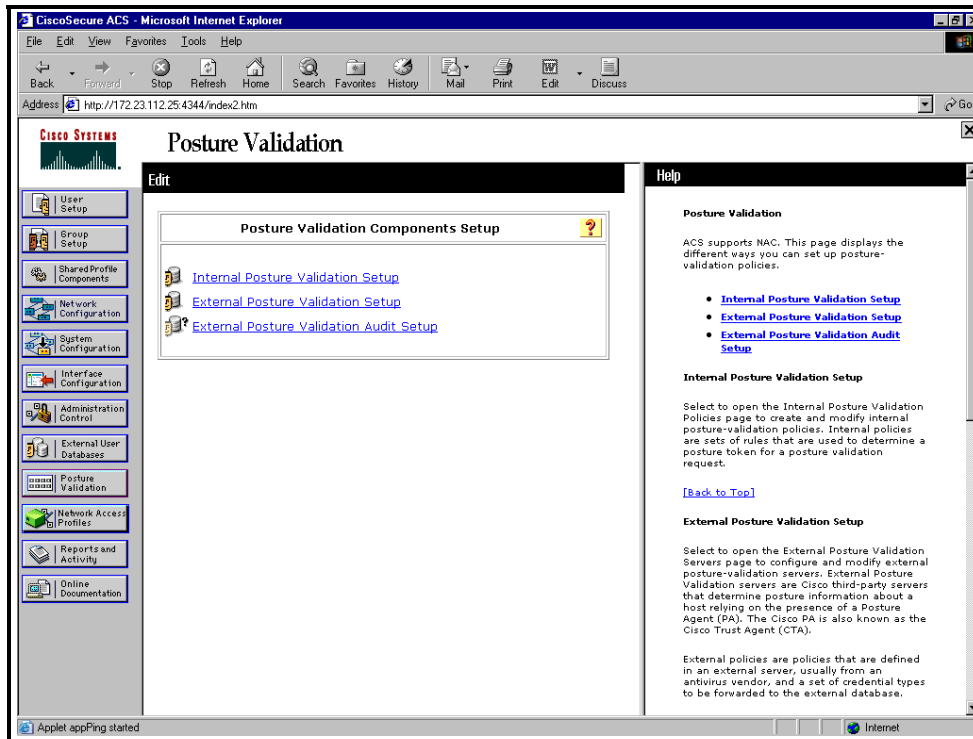 CiscoSecure ACS - Microsoft Internet Explorer
File Edit View Favorites Tools Help
Back Forward Stop Refresh Home Search Favorites History Mail Print Edit Discuss
Address http://172.23.112.25:4344/index2.htm Go
CISCO SYSTEMS
Posture Validation
User
Setup
Group
Setup
Shared Profile
Components
Network
Configuration
System
Configuration
Interface
Configuration
Administration
Control
External User
Databases
Posture
Validation
Network Access
Profiles
Reports and
Activity
Online
Documentation
Edit
Posture Validation Components Setup
?
Internal Posture Validation Setup
External Posture Validation Setup
External Posture Validation Audit Setup
Help
Posture Validation
ACS supports NAC. This page displays the
different ways you can set up posture-
validation policies.
• Internal Posture Validation Setup
• External Posture Validation Setup
• External Posture Validation Audit
Setup
Internal Posture Validation Setup
Select to open the Internal Posture Validation
Policies page to create and modify internal
posture-validation policies. Internal policies
are sets of rules that are used to determine a
posture token for a posture validation
request.
[Back to Top]
External Posture Validation Setup
Select to open the External Posture Validation
Servers page to configure and modify external
posture-validation servers. External Posture
Validation servers are Cisco third-party servers
that determine posture information about a
host relying on the presence of a Posture
Agent (PA). The Cisco PA is also known as the
Cisco Trust Agent (CTA).
External policies are policies that are defined
in an external server, usually from an
antivirus vendor, and a set of credential types
to be forwarded to the external database.
Applet appPing started
Internet